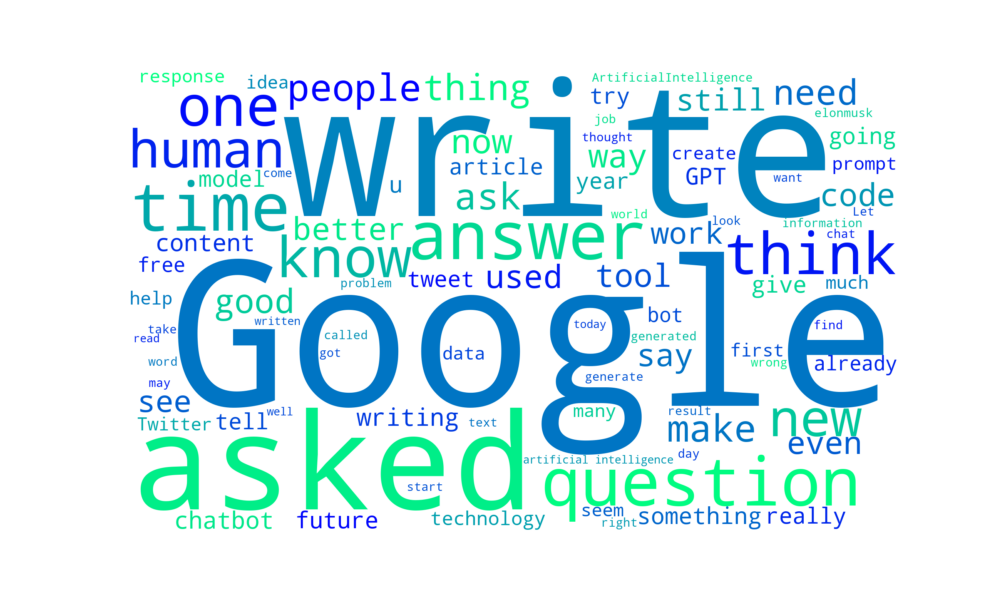 response
idea
people
thing
ArtificialIntelligence
try
still
need
one
write
job
elonmusk
human
now
thought
going
model
come
article
way
create
prompt
u
year
GPT
want
code
time
ask
world
look
Let
information
content
better
answer
work
chat
think
free
know
problem
tweet
used
tool
give
much
help
good
Google
written
today
bot
find
take
called
generated
read
got
data
say
first
already
word
wrong
may
generate
see
writing
many
result
new
Twitter
tell
well
text
make
even
asked
artificial intelligence
day
start
question
chatbot
future
technology
seem
right
something
really